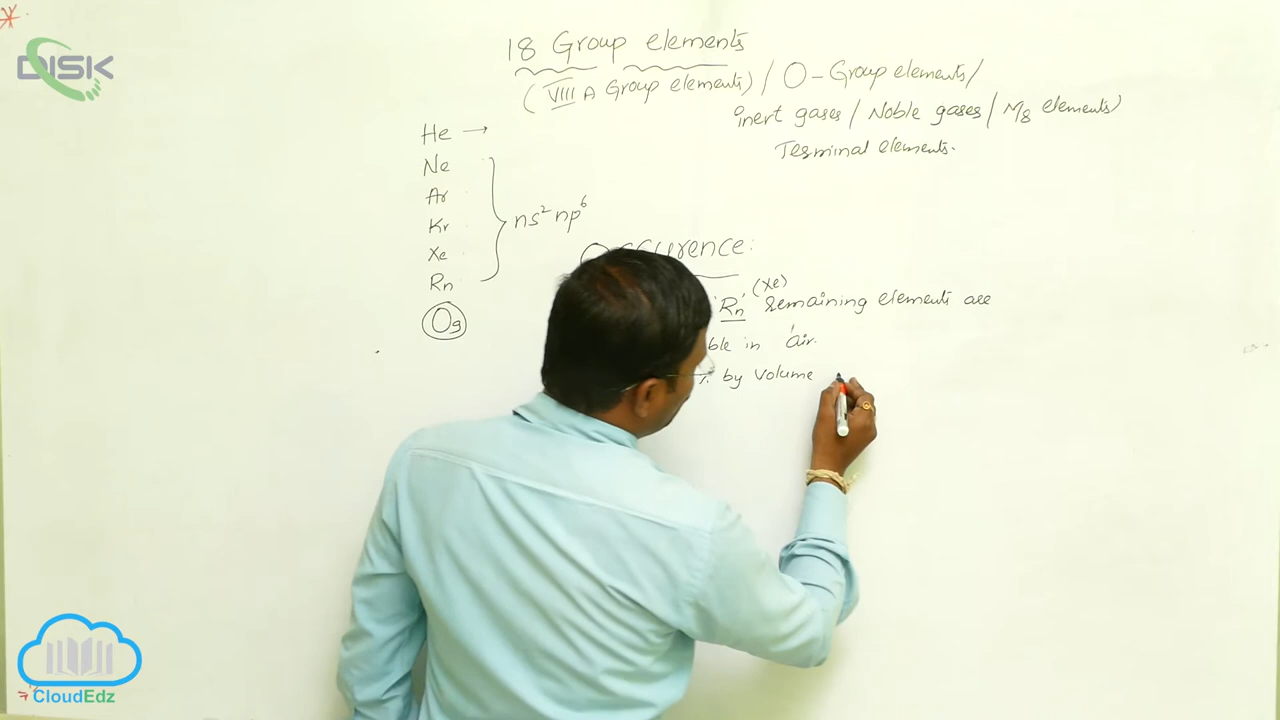 DISK
18 Group elements
(VIII A Group elements) / O-Group elements/
inert gases / Noble gases / M8 elements/
Terminal elements.
He →
Ne
Ar
Kr
Xe
Rn
Og
ns² np⁶
Occurence:
'Rn' (Xe) remaining elements are
ble in 'air.
% by volume
CloudEdz